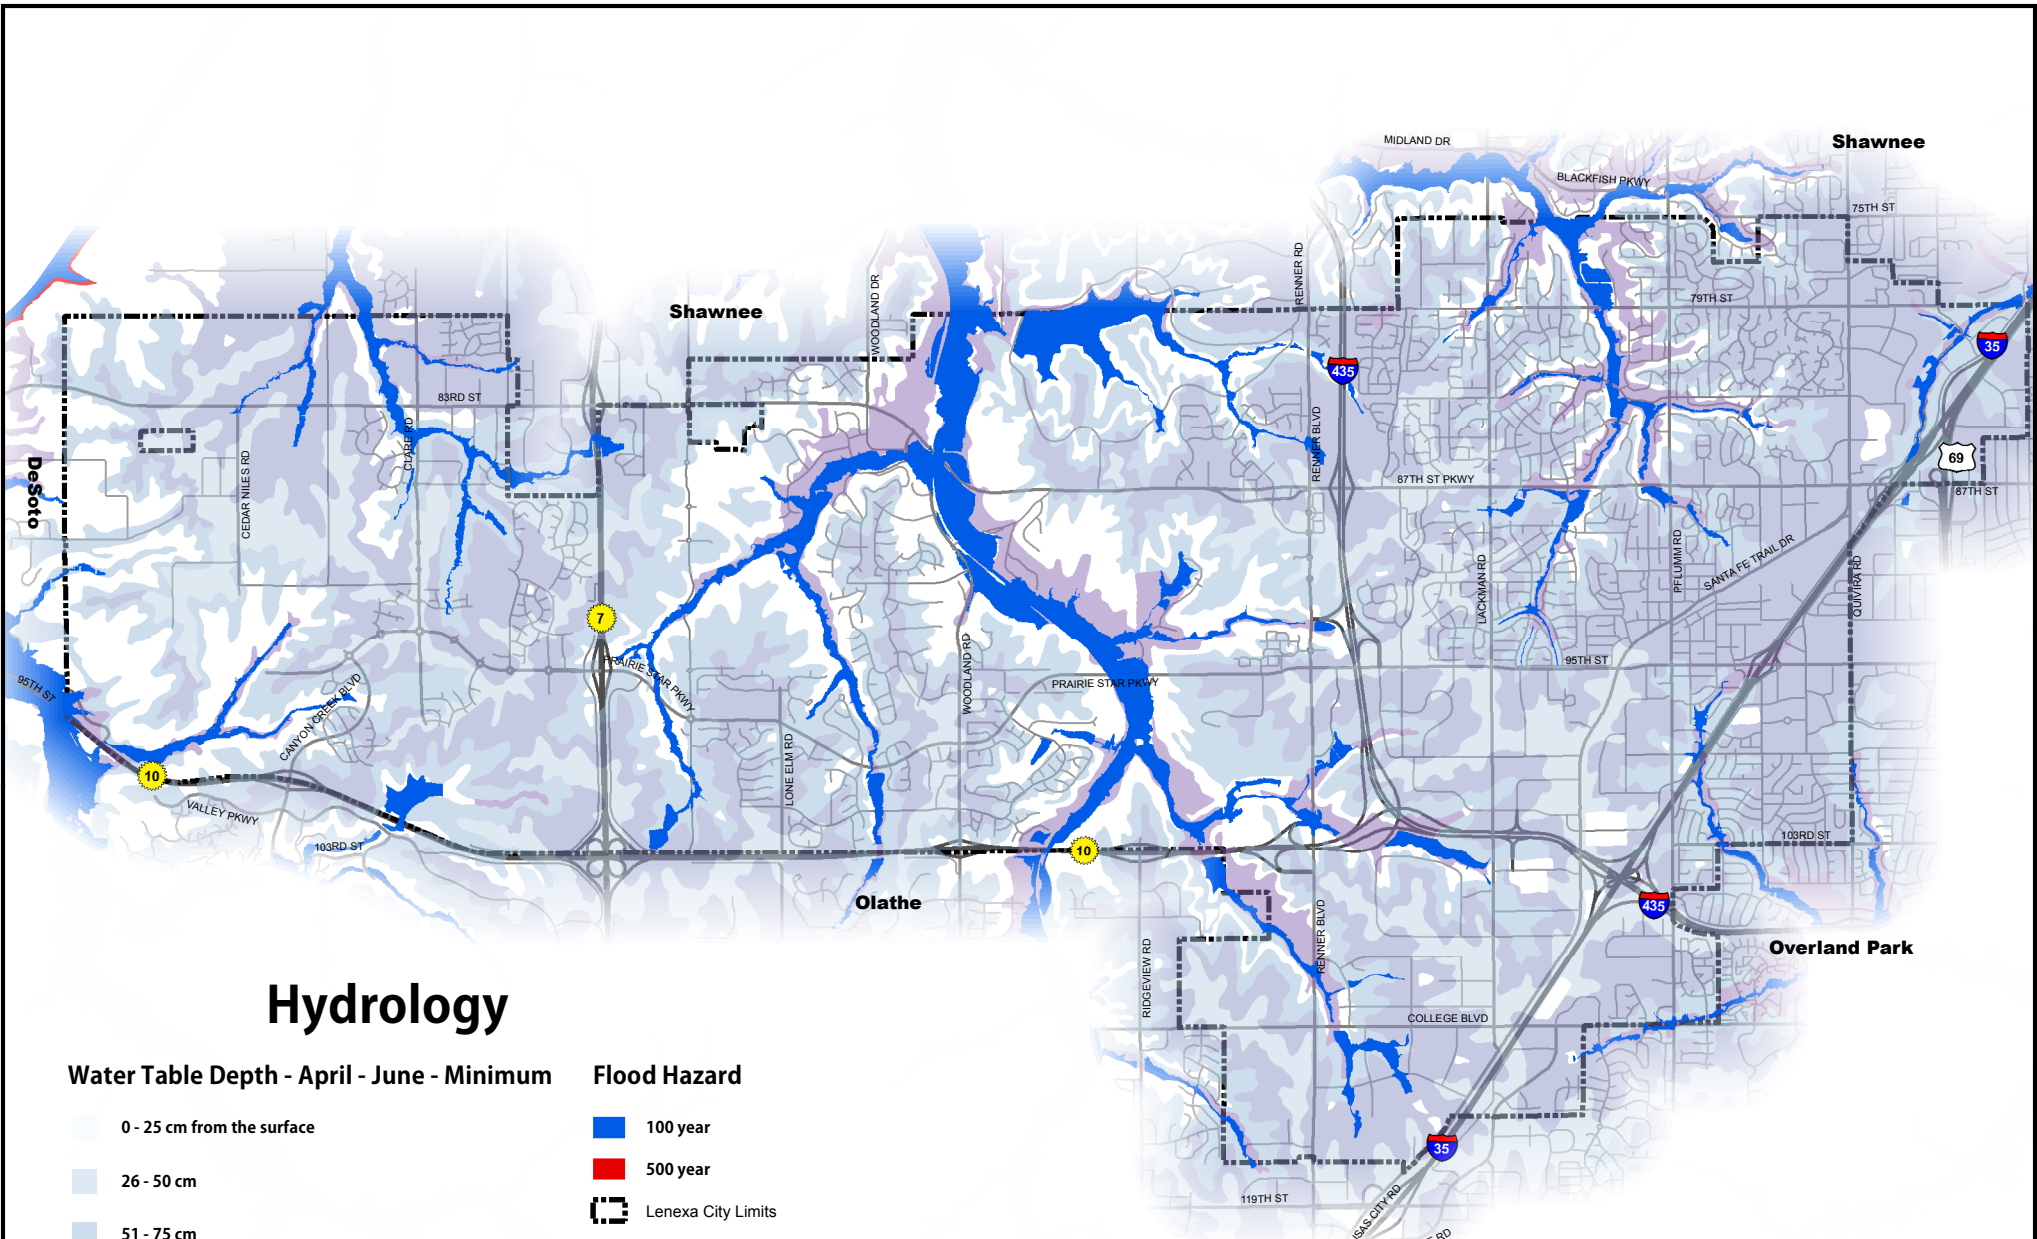 MIDLAND DR
Shawnee
BLACKFISH PKWY
75TH ST
RENNER RD
WOODLAND DR
79TH ST
Shawnee
35
435
83RD ST
CLARE RD
RENNER BLVD
CEDAR NILES RD
69
DeSoto
87TH ST PKWY
87TH ST
LACKMAN RD
PFLUMM RD
SANTA FE TRAIL DR
QUIVIRA RD
7
95TH ST
PRAIRIE STAR PKWY
WOODLAND RD
PRAIRIE STAR PKWY
95TH ST
CANYON CREEK BLVD
10
LONE ELM RD
VALLEY PKWY
103RD ST
10
103RD ST
Olathe
435
RENNER BLVD
Overland Park
RIDGEVIEW RD
COLLEGE BLVD
35
119TH ST
SAS CITY RD
RD
Hydrology
Water Table Depth - April - June - Minimum
0 - 25 cm from the surface
26 - 50 cm
51 - 75 cm
Flood Hazard
100 year
500 year
Lenexa City Limits